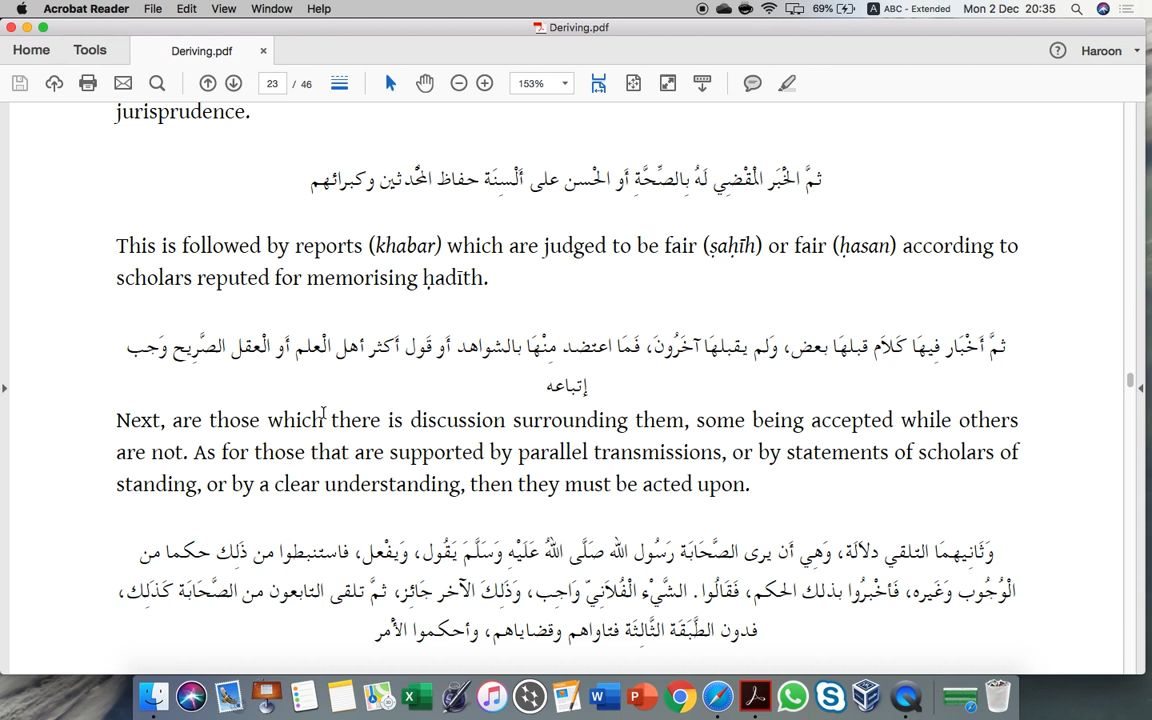 Acrobat Reader File Edit View Window Help 69% A ABC - Extended Mon 2 Dec 20:35
Deriving.pdf
Home Tools Deriving.pdf × ? Haroon
23 / 46 153%
jurisprudence.
ثمَّ الْخَبَر الْمقْضِي لَهُ بِالصِّحَّةِ أَو الْحسن على أَلْسِنَة حفاظ الْمُحدثين وكبرائهم
This is followed by reports (khabar) which are judged to be fair (ṣaḥīḥ) or fair (ḥasan) according to
scholars reputed for memorising ḥadīth.
ثمَّ أَخْبَار فِيهَا كَلاَم قبلهَا بعض، وَلم يقبلهَا آخَرُونَ، فَمَا اعتضد مِنْهَا بالشواهد أَو قَول أكثر أهل الْعلم أَو الْعقل الصَّرِيح وَجب
إتباعه
Next, are those which there is discussion surrounding them, some being accepted while others
are not. As for those that are supported by parallel transmissions, or by statements of scholars of
standing, or by a clear understanding, then they must be acted upon.
وَثَانِيهمَا التلقي دلاَلَة، وَهِي أَن يرى الصَّحَابَة رَسُول الله صَلَّى اللهُ عَلَيْهِ وَسَلَّمَ يَقُول، وَيفْعل، فاستنبطوا من ذَلِك حكما من
الْوُجُوب وَغَيره، فَأخْبرُوا بذلك الحكم، فَقَالُوا. الشَّيْء الْفُلاَنِيّ وَاجِب، وَذَلِكَ الآخر جَائِز، ثمَّ تلقى التابعون من الصَّحَابَة كَذَلِك،
فدون الطَّبَقَة الثَّالِثَة فتاواهم وقضاياهم، وأحكموا الأَمر